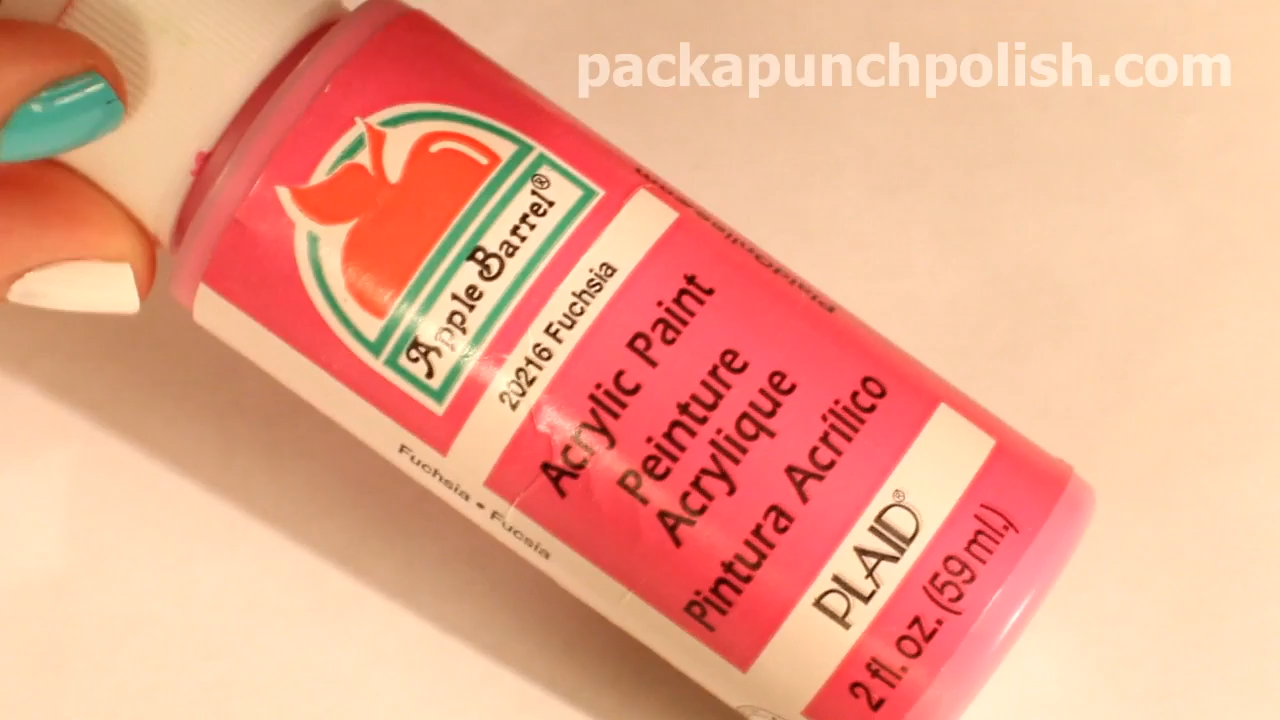 packapunchpolish.com
Apple Barrel®
20216 Fuchsia
Acrylic Paint
Peinture
Acrylique
Pintura Acrílico
PLAID®
2 fl. oz. (59 ml.)
Fuchsia • Fucsia